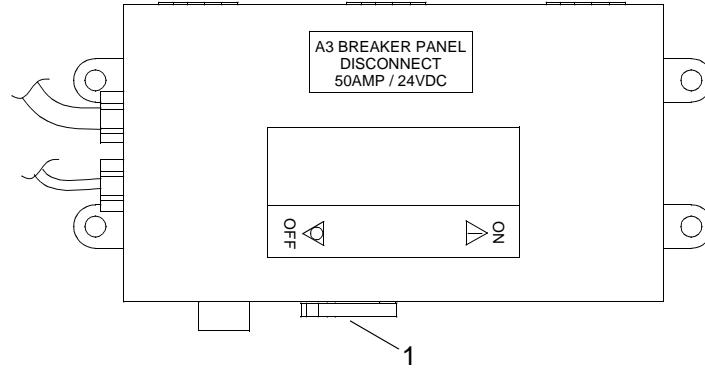 A3 BREAKER PANEL
DISCONNECT
50AMP / 24VDC
OFF
ON
1